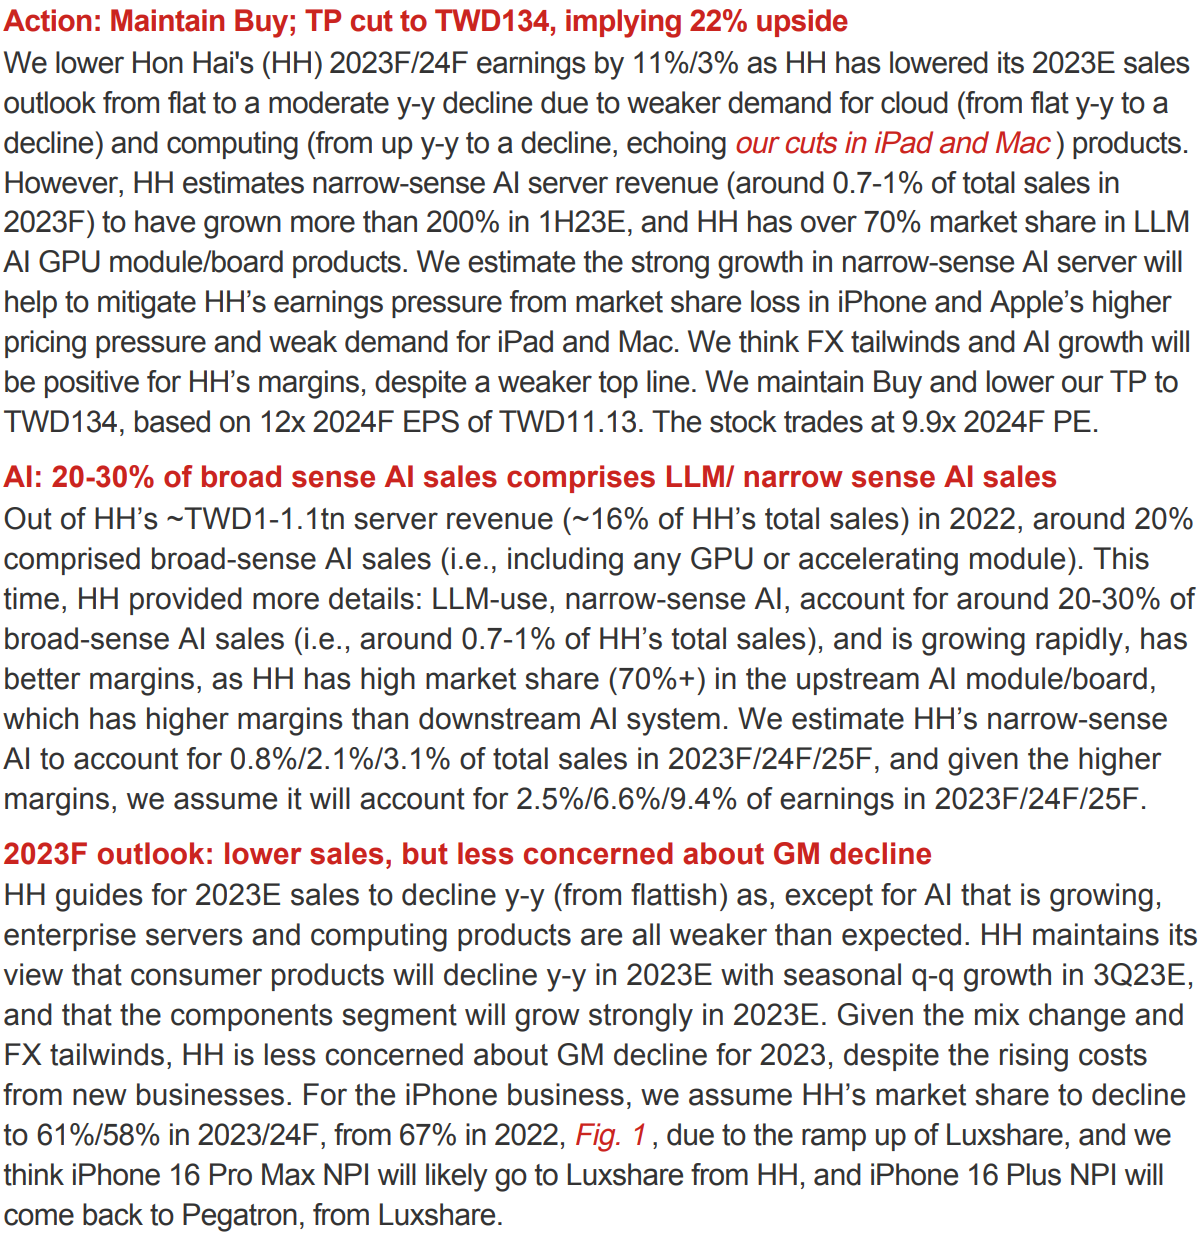 Action: Maintain Buy; TP cut to TWD134, implying 22% upside
We lower Hon Hai's (HH) 2023F/24F earnings by 11%/3% as HH has lowered its 2023E sales
outlook from flat to a moderate y-y decline due to weaker demand for cloud (from flat y-y to a
decline) and computing (from up y-y to a decline, echoing our cuts in iPad and Mac ) products.
However, HH estimates narrow-sense AI server revenue (around 0.7-1% of total sales in
2023F) to have grown more than 200% in 1H23E, and HH has over 70% market share in LLM
AI GPU module/board products. We estimate the strong growth in narrow-sense AI server will
help to mitigate HH’s earnings pressure from market share loss in iPhone and Apple’s higher
pricing pressure and weak demand for iPad and Mac. We think FX tailwinds and AI growth will
be positive for HH’s margins, despite a weaker top line. We maintain Buy and lower our TP to
TWD134, based on 12x 2024F EPS of TWD11.13. The stock trades at 9.9x 2024F PE.
AI: 20-30% of broad sense AI sales comprises LLM/ narrow sense AI sales
Out of HH’s ~TWD1-1.1tn server revenue (~16% of HH’s total sales) in 2022, around 20%
comprised broad-sense AI sales (i.e., including any GPU or accelerating module). This
time, HH provided more details: LLM-use, narrow-sense AI, account for around 20-30% of
broad-sense AI sales (i.e., around 0.7-1% of HH’s total sales), and is growing rapidly, has
better margins, as HH has high market share (70%+) in the upstream AI module/board,
which has higher margins than downstream AI system. We estimate HH’s narrow-sense
AI to account for 0.8%/2.1%/3.1% of total sales in 2023F/24F/25F, and given the higher
margins, we assume it will account for 2.5%/6.6%/9.4% of earnings in 2023F/24F/25F.
2023F outlook: lower sales, but less concerned about GM decline
HH guides for 2023E sales to decline y-y (from flattish) as, except for AI that is growing,
enterprise servers and computing products are all weaker than expected. HH maintains its
view that consumer products will decline y-y in 2023E with seasonal q-q growth in 3Q23E,
and that the components segment will grow strongly in 2023E. Given the mix change and
FX tailwinds, HH is less concerned about GM decline for 2023, despite the rising costs
from new businesses. For the iPhone business, we assume HH’s market share to decline
to 61%/58% in 2023/24F, from 67% in 2022, Fig. 1 , due to the ramp up of Luxshare, and we
think iPhone 16 Pro Max NPI will likely go to Luxshare from HH, and iPhone 16 Plus NPI will
come back to Pegatron, from Luxshare.